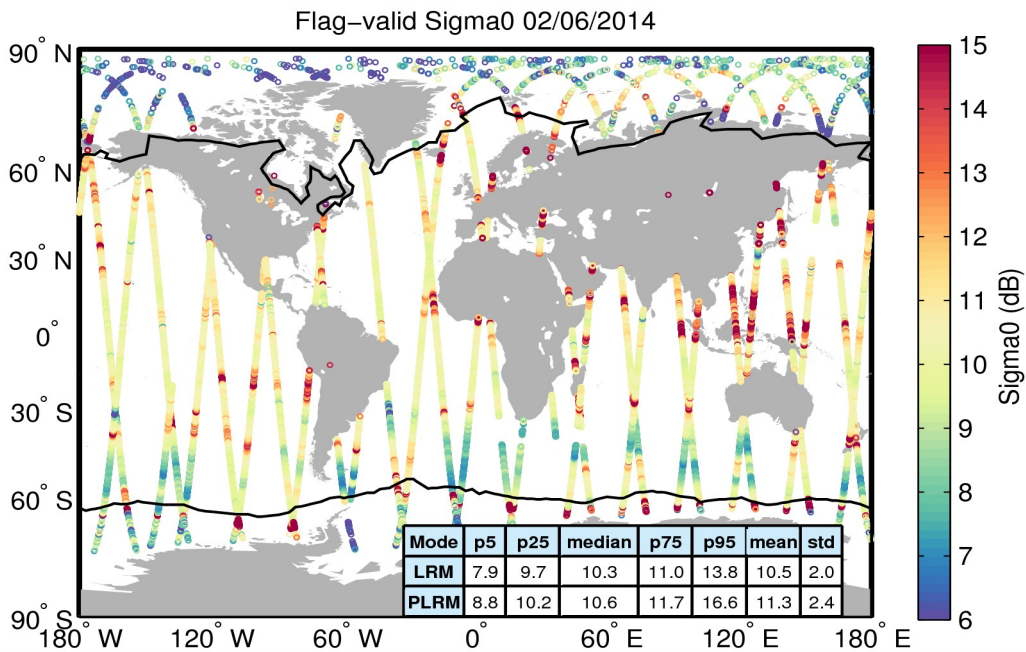 Flag-valid Sigma0 02/06/2014
90° N
60° N
30° N
0°
30° S
60° S
90° S
180° W
120° W
60° W
0°
60° E
120° E
180° E
Mode p5 p25 median p75 p95 mean std
LRM 7.9 9.7 10.3 11.0 13.8 10.5 2.0
PLRM 8.8 10.2 10.6 11.7 16.6 11.3 2.4
15
14
13
12
11
10
9
8
7
6
Sigma0 (dB)